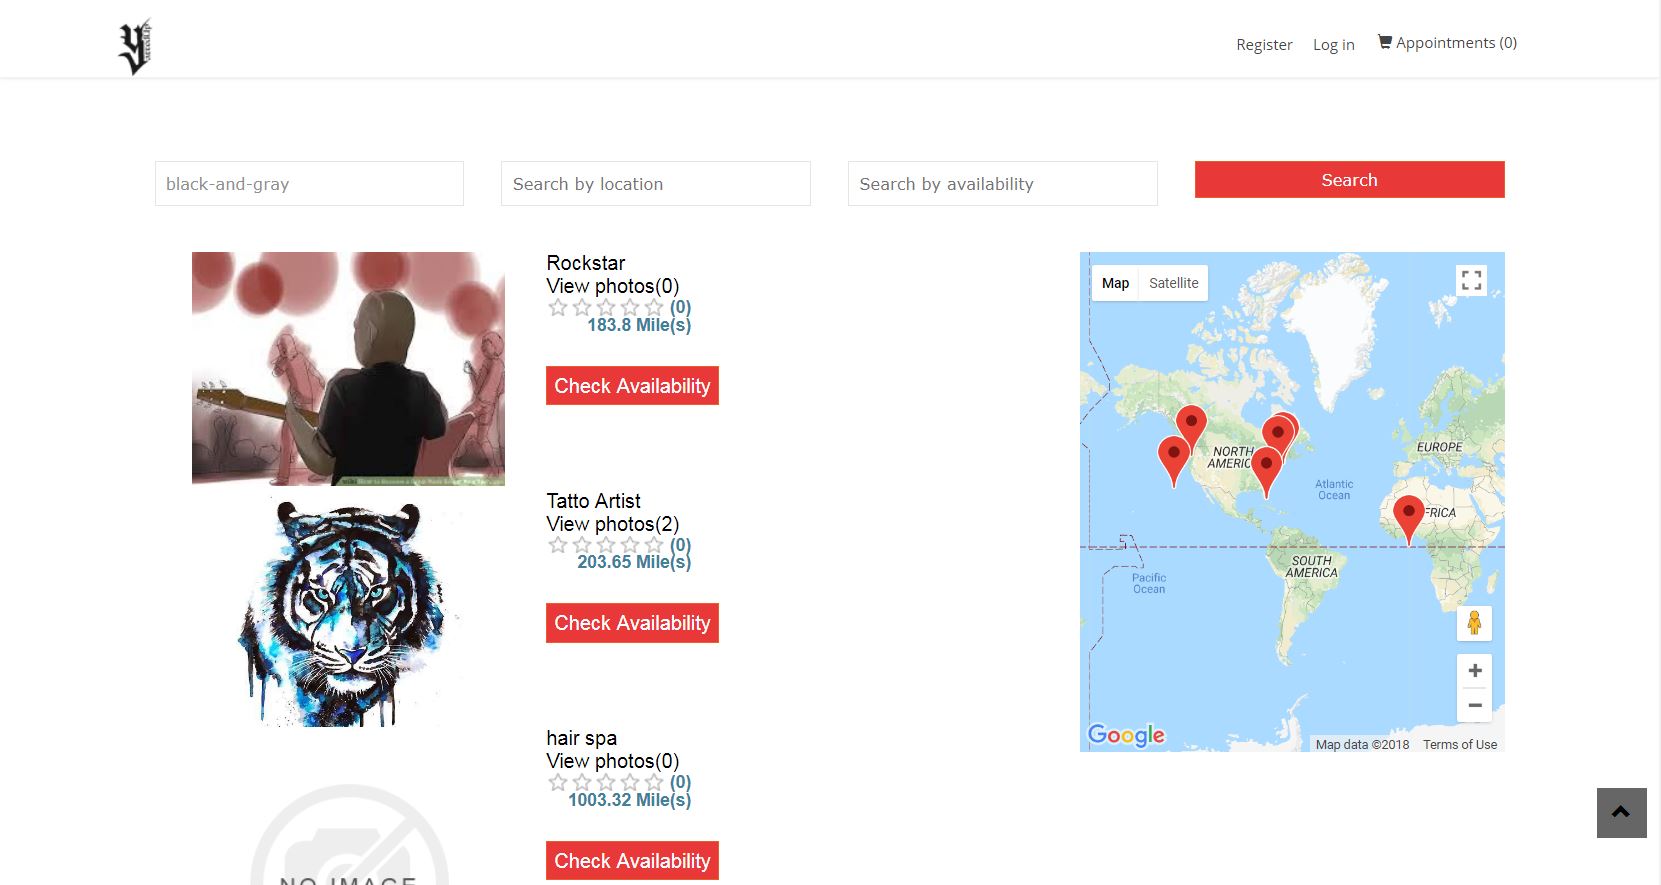 Register
Log in
Appointments (0)
black-and-gray
Search by location
Search by availability
Search
Rockstar
View photos(0)
(0)
183.8 Mile(s)
Check Availability
Tatto Artist
View photos(2)
(0)
203.65 Mile(s)
Check Availability
hair spa
View photos(0)
(0)
1003.32 Mile(s)
Check Availability
NO IMAGE
Map
Satellite
NORTH
AMERIC
EUROPE
Atlantic
Ocean
FRICA
SOUTH
AMERICA
Pacific
Ocean
Google
Map data ©2018
Terms of Use